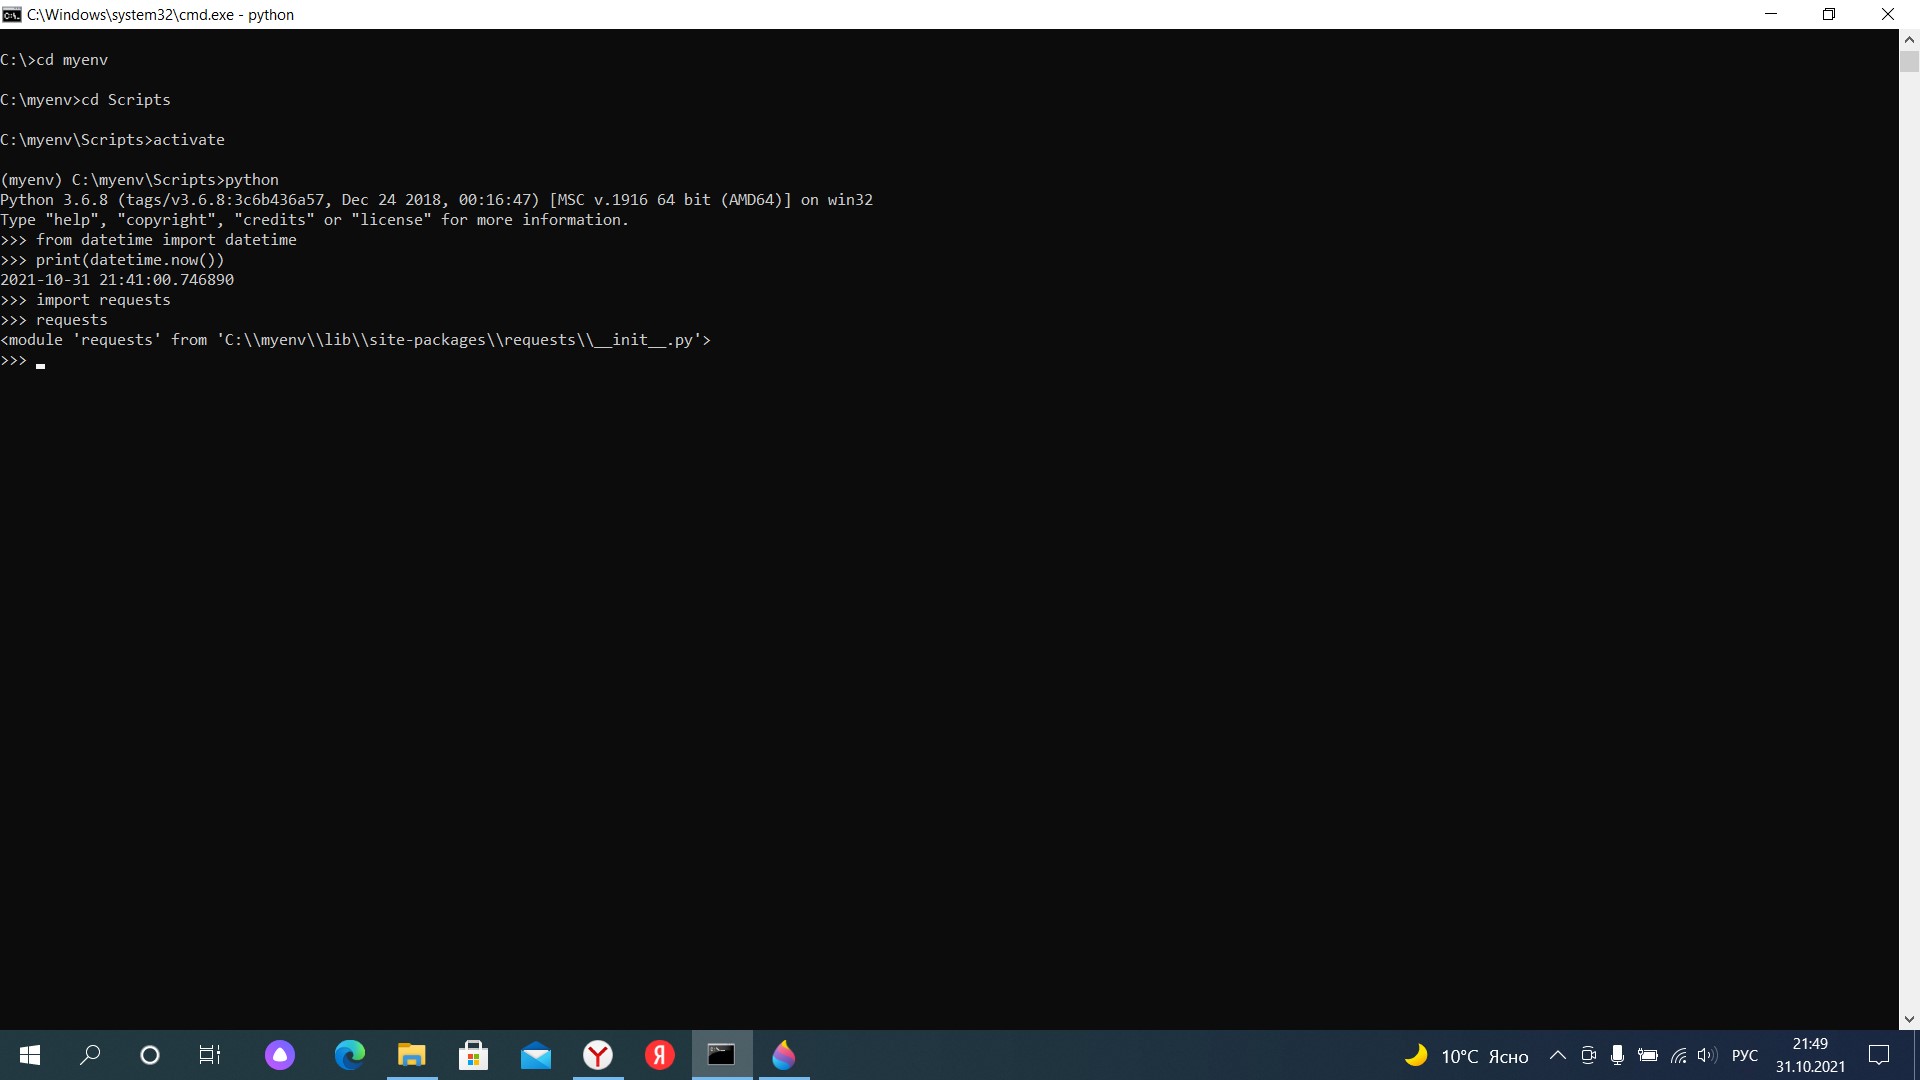 C:\Windows\system32\cmd.exe - python
C:\>cd myenv
C:\myenv>cd Scripts
C:\myenv\Scripts>activate
(myenv) C:\myenv\Scripts>python
Python 3.6.8 (tags/v3.6.8:3c6b436a57, Dec 24 2018, 00:16:47) [MSC v.1916 64 bit (AMD64)] on win32
Type "help", "copyright", "credits" or "license" for more information.
>>> from datetime import datetime
>>> print(datetime.now())
2021-10-31 21:41:00.746890
>>> import requests
>>> requests
<module 'requests' from 'C:\\myenv\\lib\\site-packages\\requests\\__init__.py'>
>>>
10°C Ясно
РУС
21:49
31.10.2021